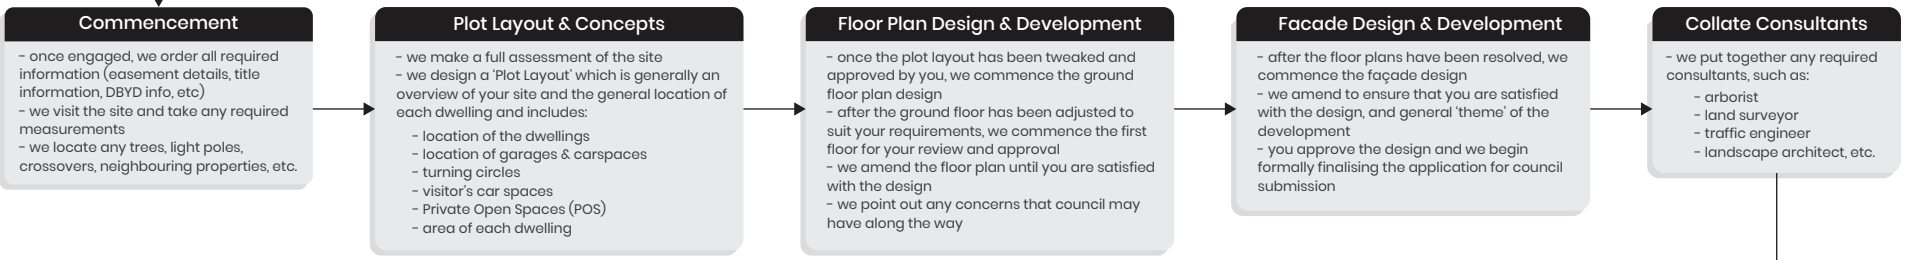 Commencement
- once engaged, we order all required
information (easement details, title
information, DBYD info, etc)
- we visit the site and take any required
measurements
- we locate any trees, light poles,
crossovers, neighbouring properties, etc.
Plot Layout & Concepts
- we make a full assessment of the site
- we design a 'Plot Layout' which is generally an
overview of your site and the general location of
each dwelling and includes:
- location of the dwellings
- location of garages & carspaces
- turning circles
- visitor's car spaces
- Private Open Spaces (POS)
- area of each dwelling
Floor Plan Design & Development
- once the plot layout has been tweaked and
approved by you, we commence the ground
floor plan design
- after the ground floor has been adjusted to
suit your requirements, we commence the first
floor for your review and approval
- we amend the floor plan until you are satisfied
with the design
- we point out any concerns that council may
have along the way
Facade Design & Development
- after the floor plans have been resolved, we
commence the façade design
- we amend to ensure that you are satisfied
with the design, and general 'theme' of the
development
- you approve the design and we begin
formally finalising the application for council
submission
Collate Consultants
- we put together any required
consultants, such as:
- arborist
- land surveyor
- traffic engineer
- landscape architect, etc.